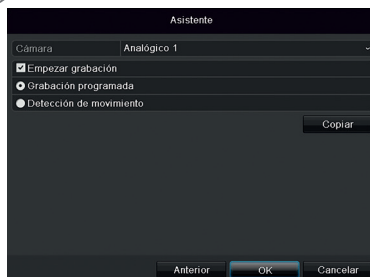 Asistente
Cámara Analógico 1
Empezar grabación
Grabación programada
Detección de movimiento
Copiar
Anterior OK Cancelar